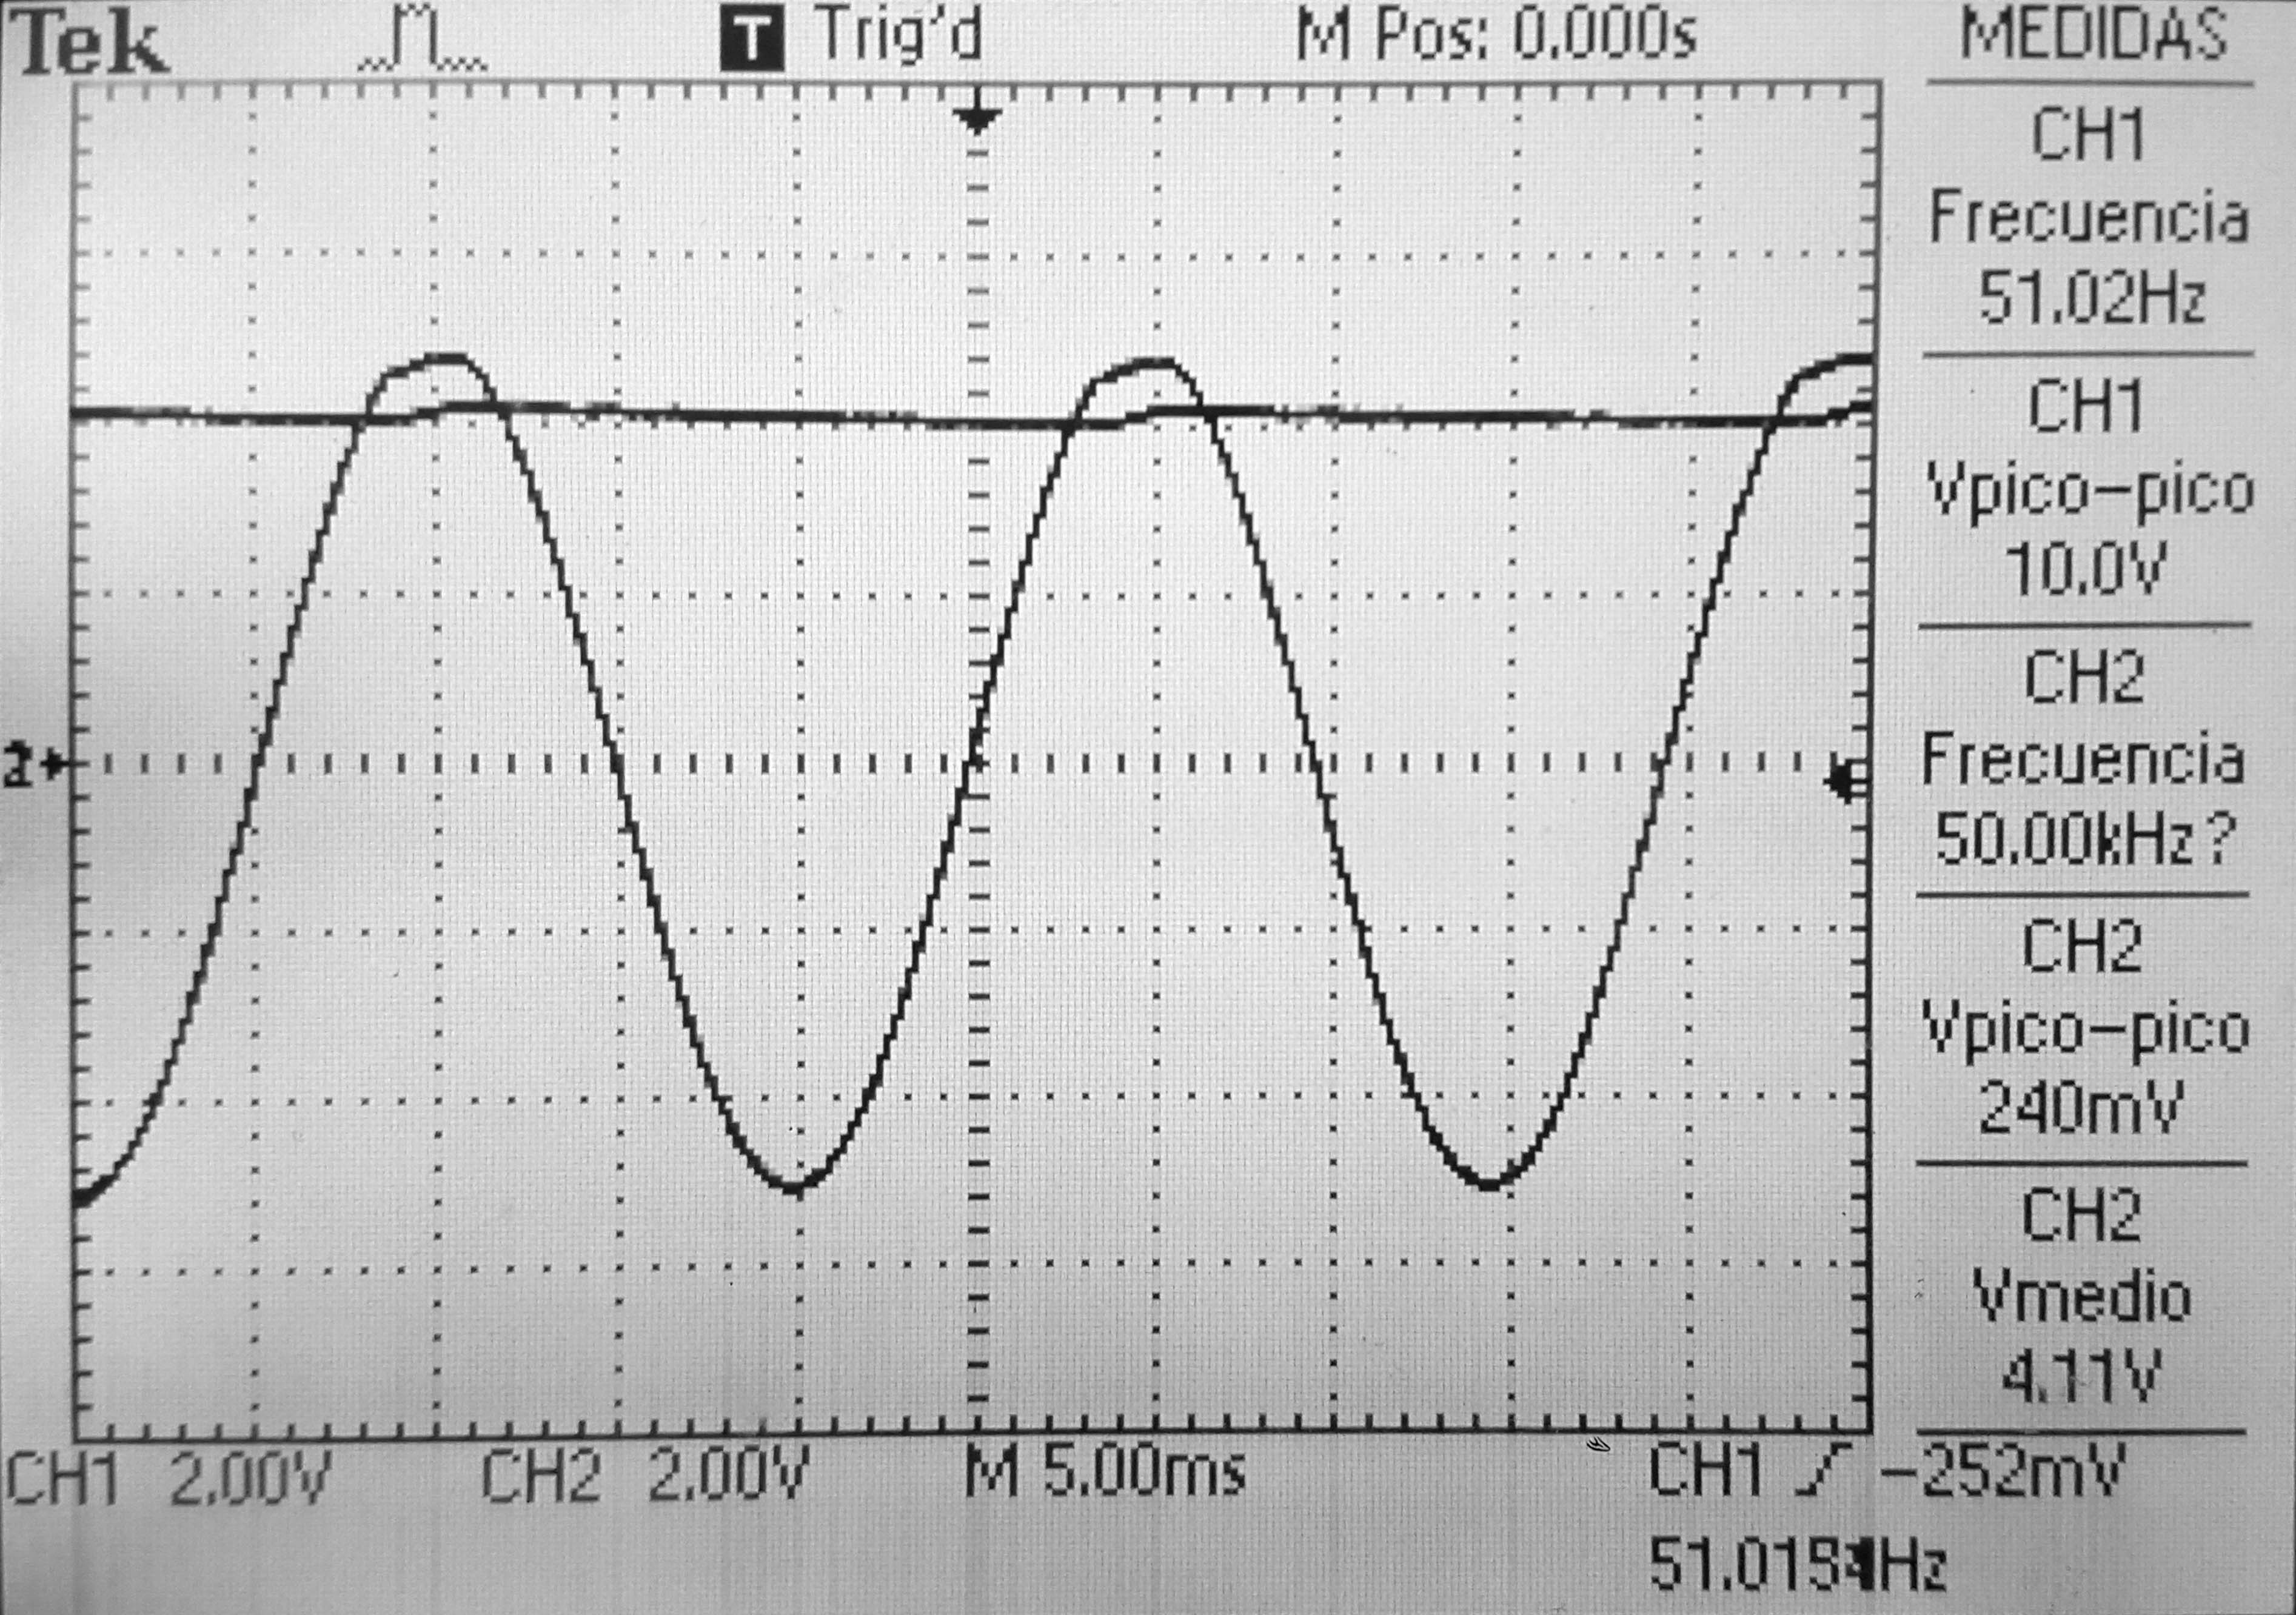 Tek T Trig'd M Pos: 0.000s MEDIDAS
CH1
Frecuencia
51.02Hz
CH1
Vpico-pico
10.0V
CH2
Frecuencia
50.00kHz?
CH2
Vpico-pico
240mV
CH2
Vmedio
4.11V
CH1 2.00V CH2 2.00V M 5.00ms CH1 -252mV